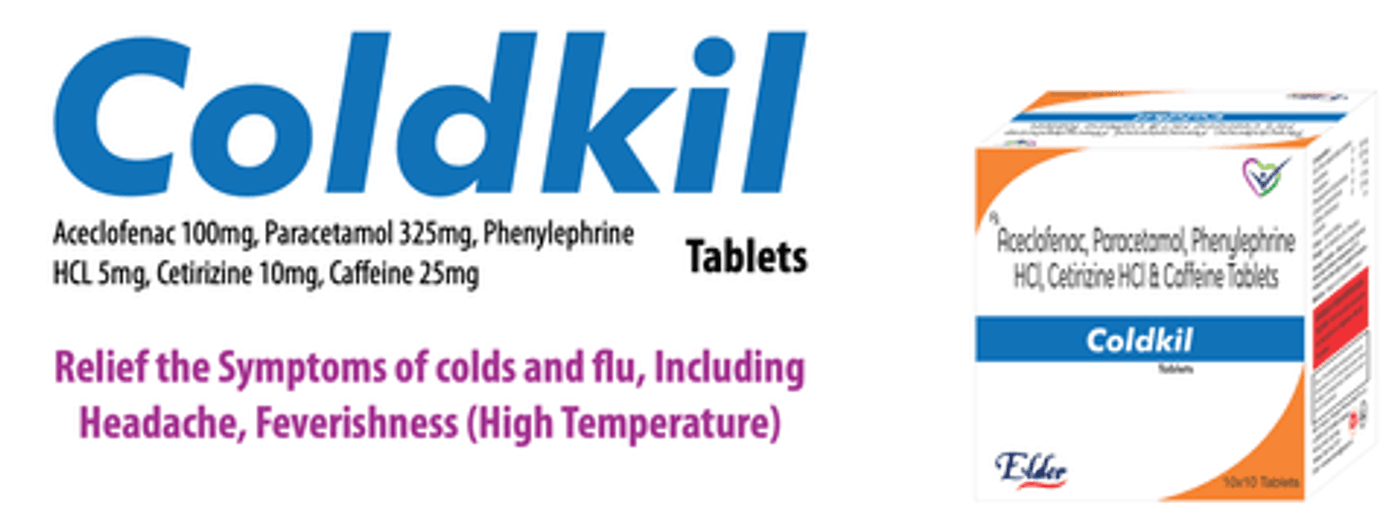 Coldkil
Aceclofenac 100mg, Paracetamol 325mg, Phenylephrine
HCL 5mg, Cetirizine 10mg, Caffeine 25mg
Tablets
Relief the Symptoms of colds and flu, Including
Headache, Feverishness (High Temperature)
Rx
Aceclofenac, Paracetamol, Phenylephrine
HCl, Cetirizine HCl & Caffeine Tablets
Coldkil
Tablets
Elder
10x10 Tablets